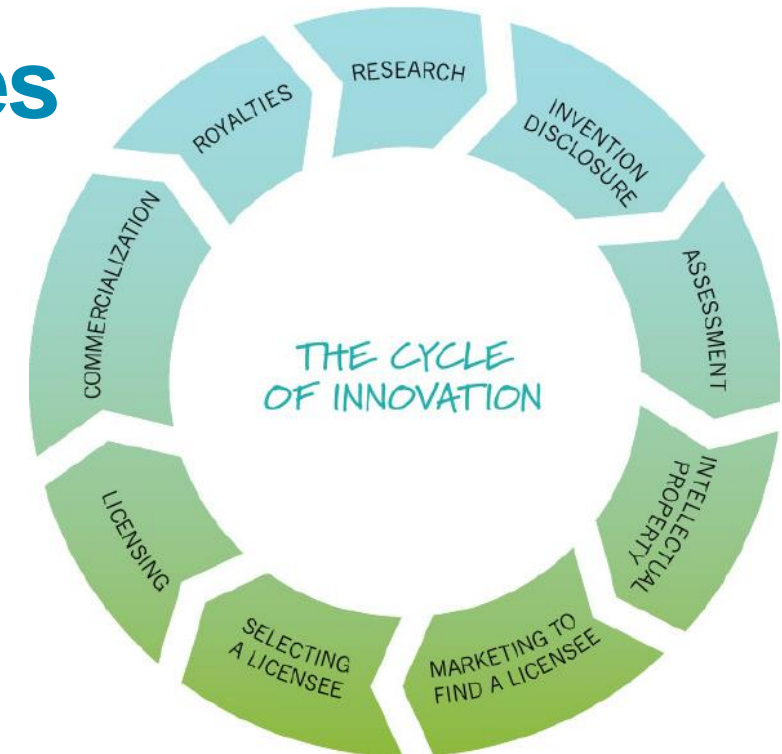 es
RESEARCH
INVENTION
DISCLOSURE
ASSESSMENT
INTELLECTUAL
PROPERTY
MARKETING TO
FIND A LICENSEE
SELECTING
A LICENSEE
LICENSING
COMMERCIALIZATION
ROYALTIES
THE CYCLE
OF INNOVATION